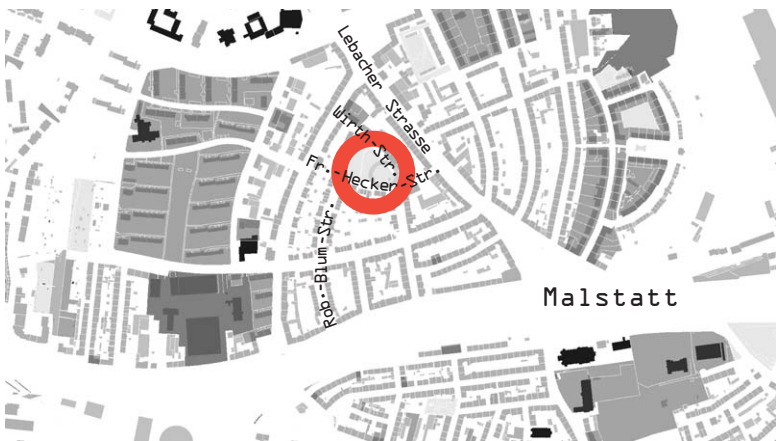 Lebacher Strasse
Wirth-Str.
Fr.-Hecker-Str.
Rob.-Blum-Str.
Malstatt